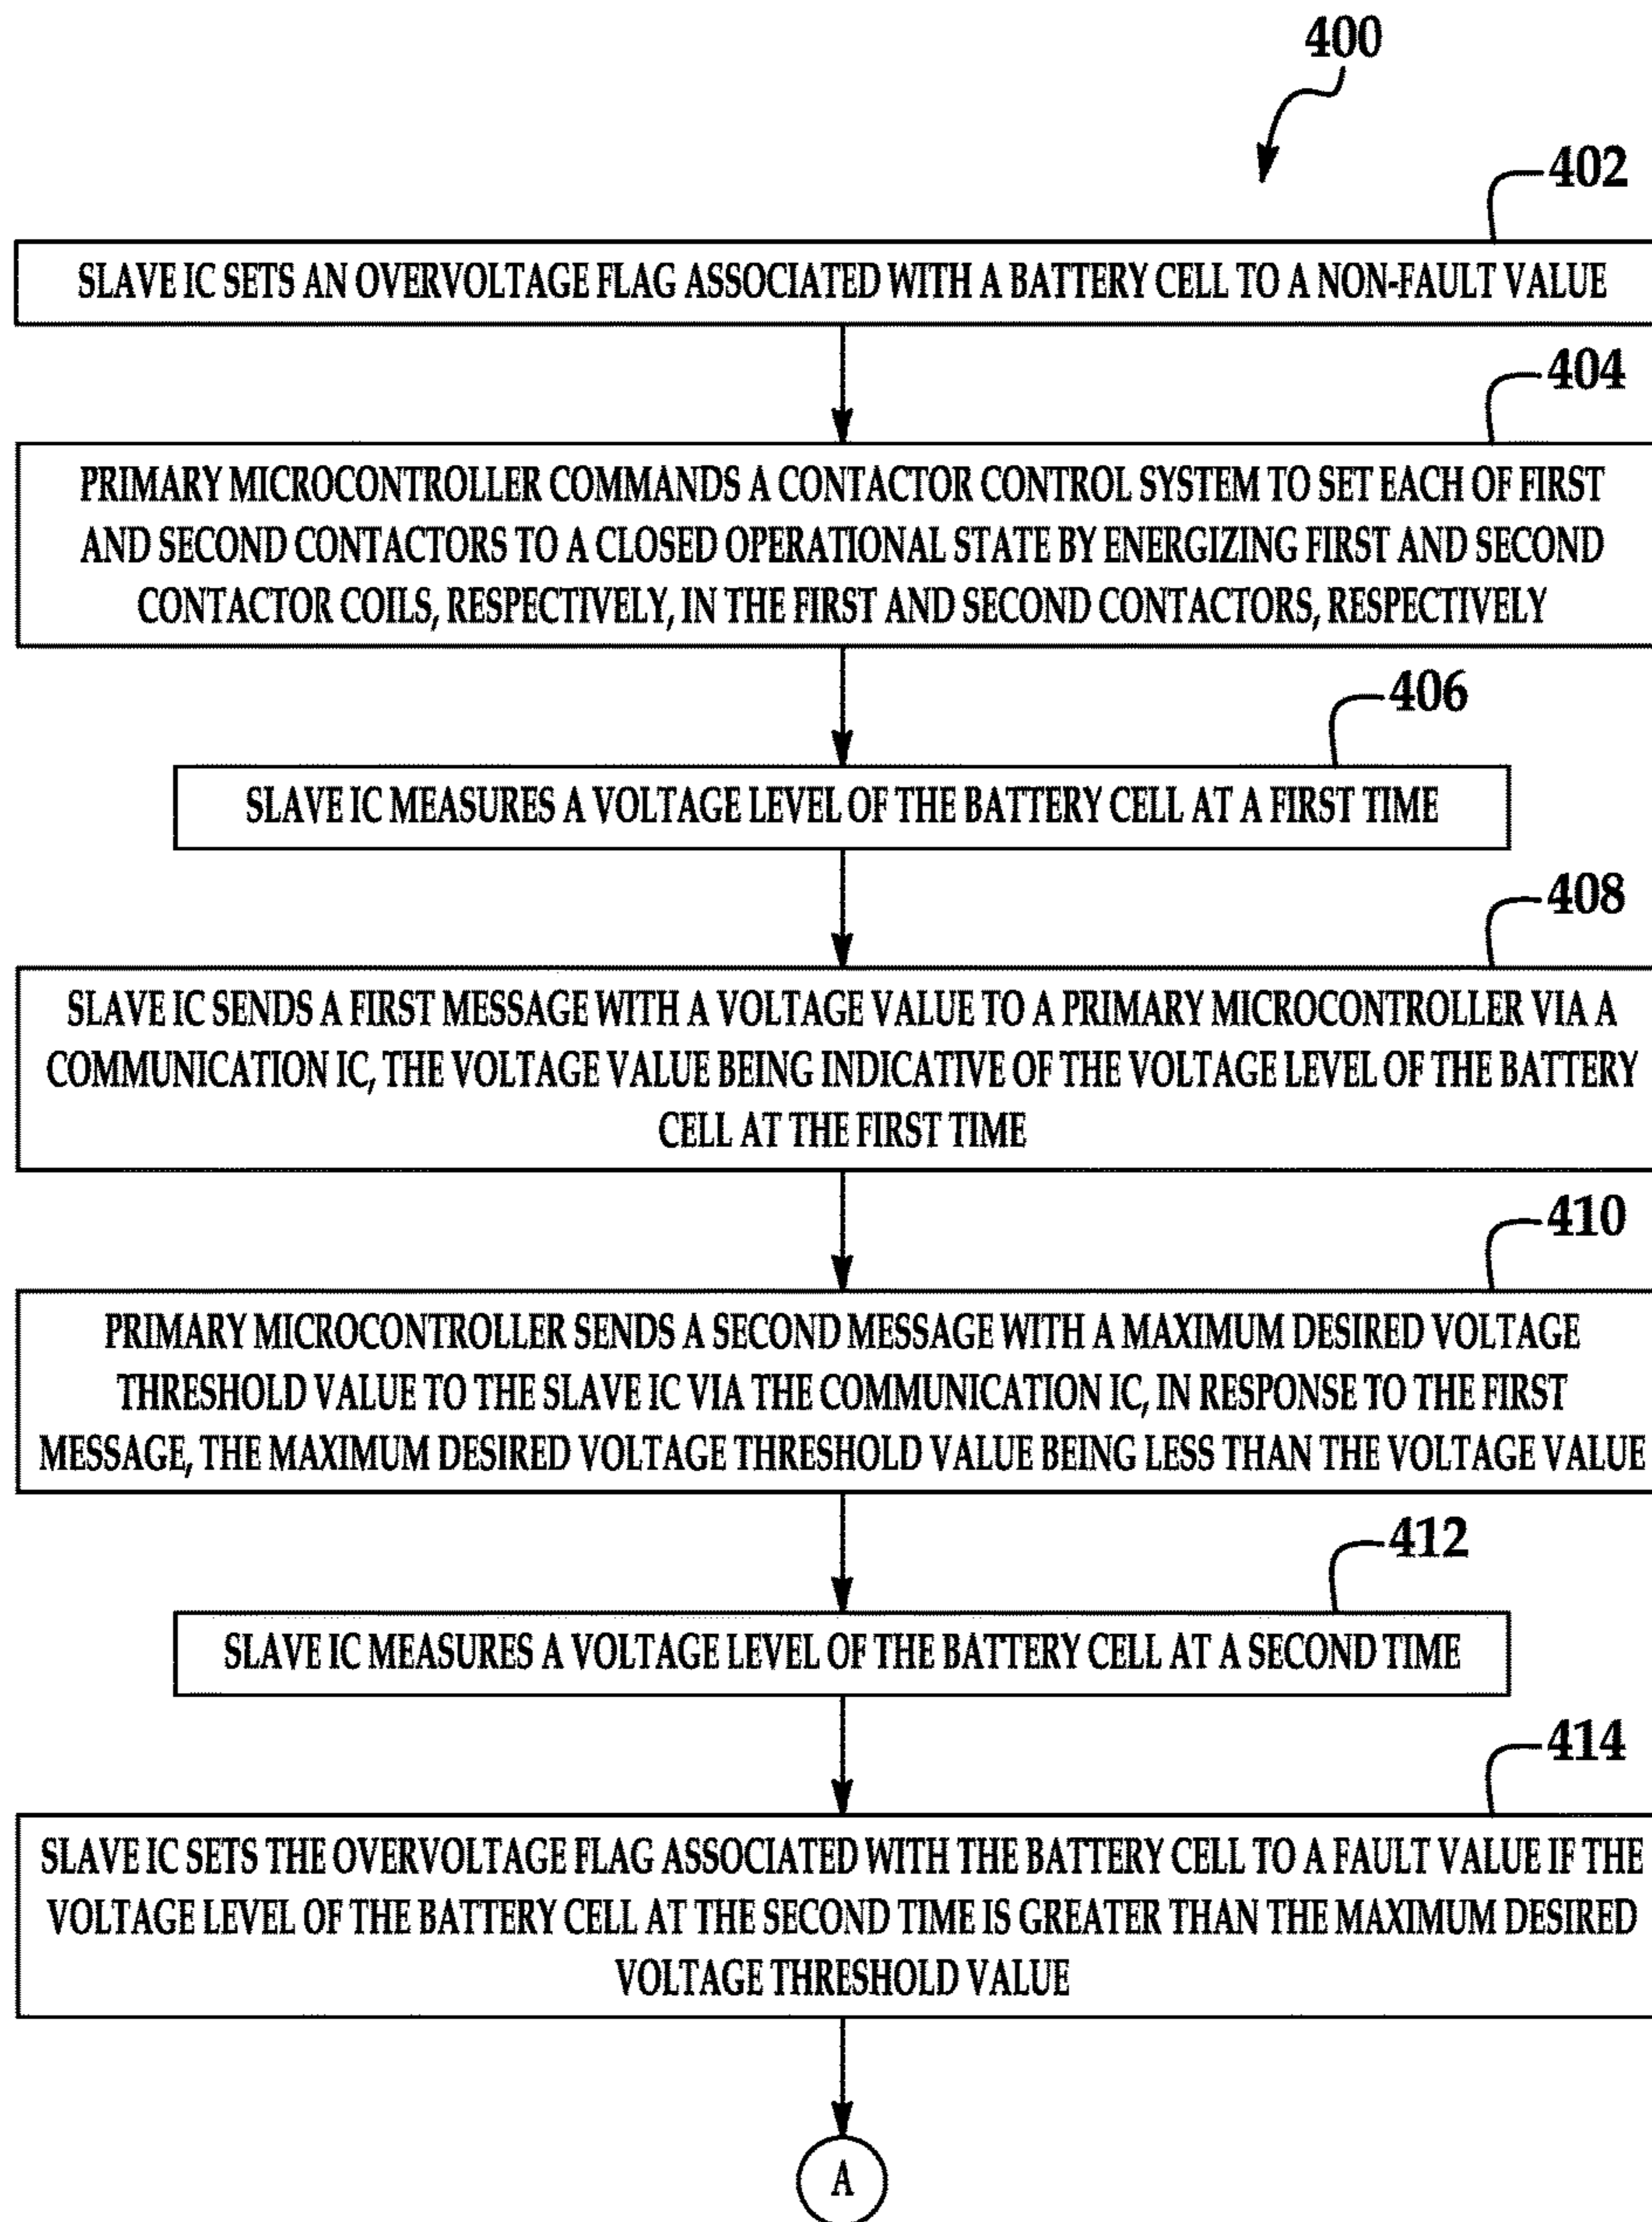 400
402
SLAVE IC SETS AN OVERVOLTAGE FLAG ASSOCIATED WITH A BATTERY CELL TO A NON-FAULT VALUE
404
PRIMARY MICROCONTROLLER COMMANDS A CONTACTOR CONTROL SYSTEM TO SET EACH OF FIRST
AND SECOND CONTACTORS TO A CLOSED OPERATIONAL STATE BY ENERGIZING FIRST AND SECOND
CONTACTOR COILS, RESPECTIVELY, IN THE FIRST AND SECOND CONTACTORS, RESPECTIVELY
406
SLAVE IC MEASURES A VOLTAGE LEVEL OF THE BATTERY CELL AT A FIRST TIME
408
SLAVE IC SENDS A FIRST MESSAGE WITH A VOLTAGE VALUE TO A PRIMARY MICROCONTROLLER VIA A
COMMUNICATION IC, THE VOLTAGE VALUE BEING INDICATIVE OF THE VOLTAGE LEVEL OF THE BATTERY
CELL AT THE FIRST TIME
410
PRIMARY MICROCONTROLLER SENDS A SECOND MESSAGE WITH A MAXIMUM DESIRED VOLTAGE
THRESHOLD VALUE TO THE SLAVE IC VIA THE COMMUNICATION IC, IN RESPONSE TO THE FIRST
MESSAGE, THE MAXIMUM DESIRED VOLTAGE THRESHOLD VALUE BEING LESS THAN THE VOLTAGE VALUE
412
SLAVE IC MEASURES A VOLTAGE LEVEL OF THE BATTERY CELL AT A SECOND TIME
414
SLAVE IC SETS THE OVERVOLTAGE FLAG ASSOCIATED WITH THE BATTERY CELL TO A FAULT VALUE IF THE
VOLTAGE LEVEL OF THE BATTERY CELL AT THE SECOND TIME IS GREATER THAN THE MAXIMUM DESIRED
VOLTAGE THRESHOLD VALUE
A